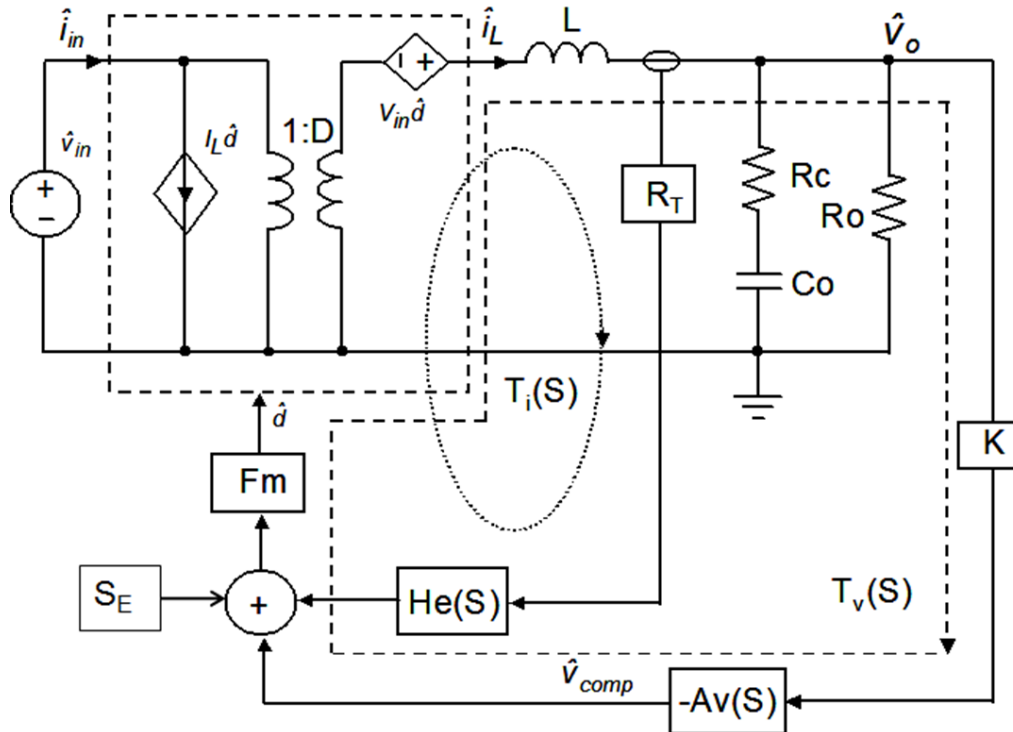 î_in
î_L
L
v̂_o
V_in d̂
v̂_in
I_L d̂
1:D
+
−
R_T
Rc
Ro
Co
T_i(S)
d̂
K
Fm
S_E
+
He(S)
T_v(S)
v̂_comp
-Av(S)